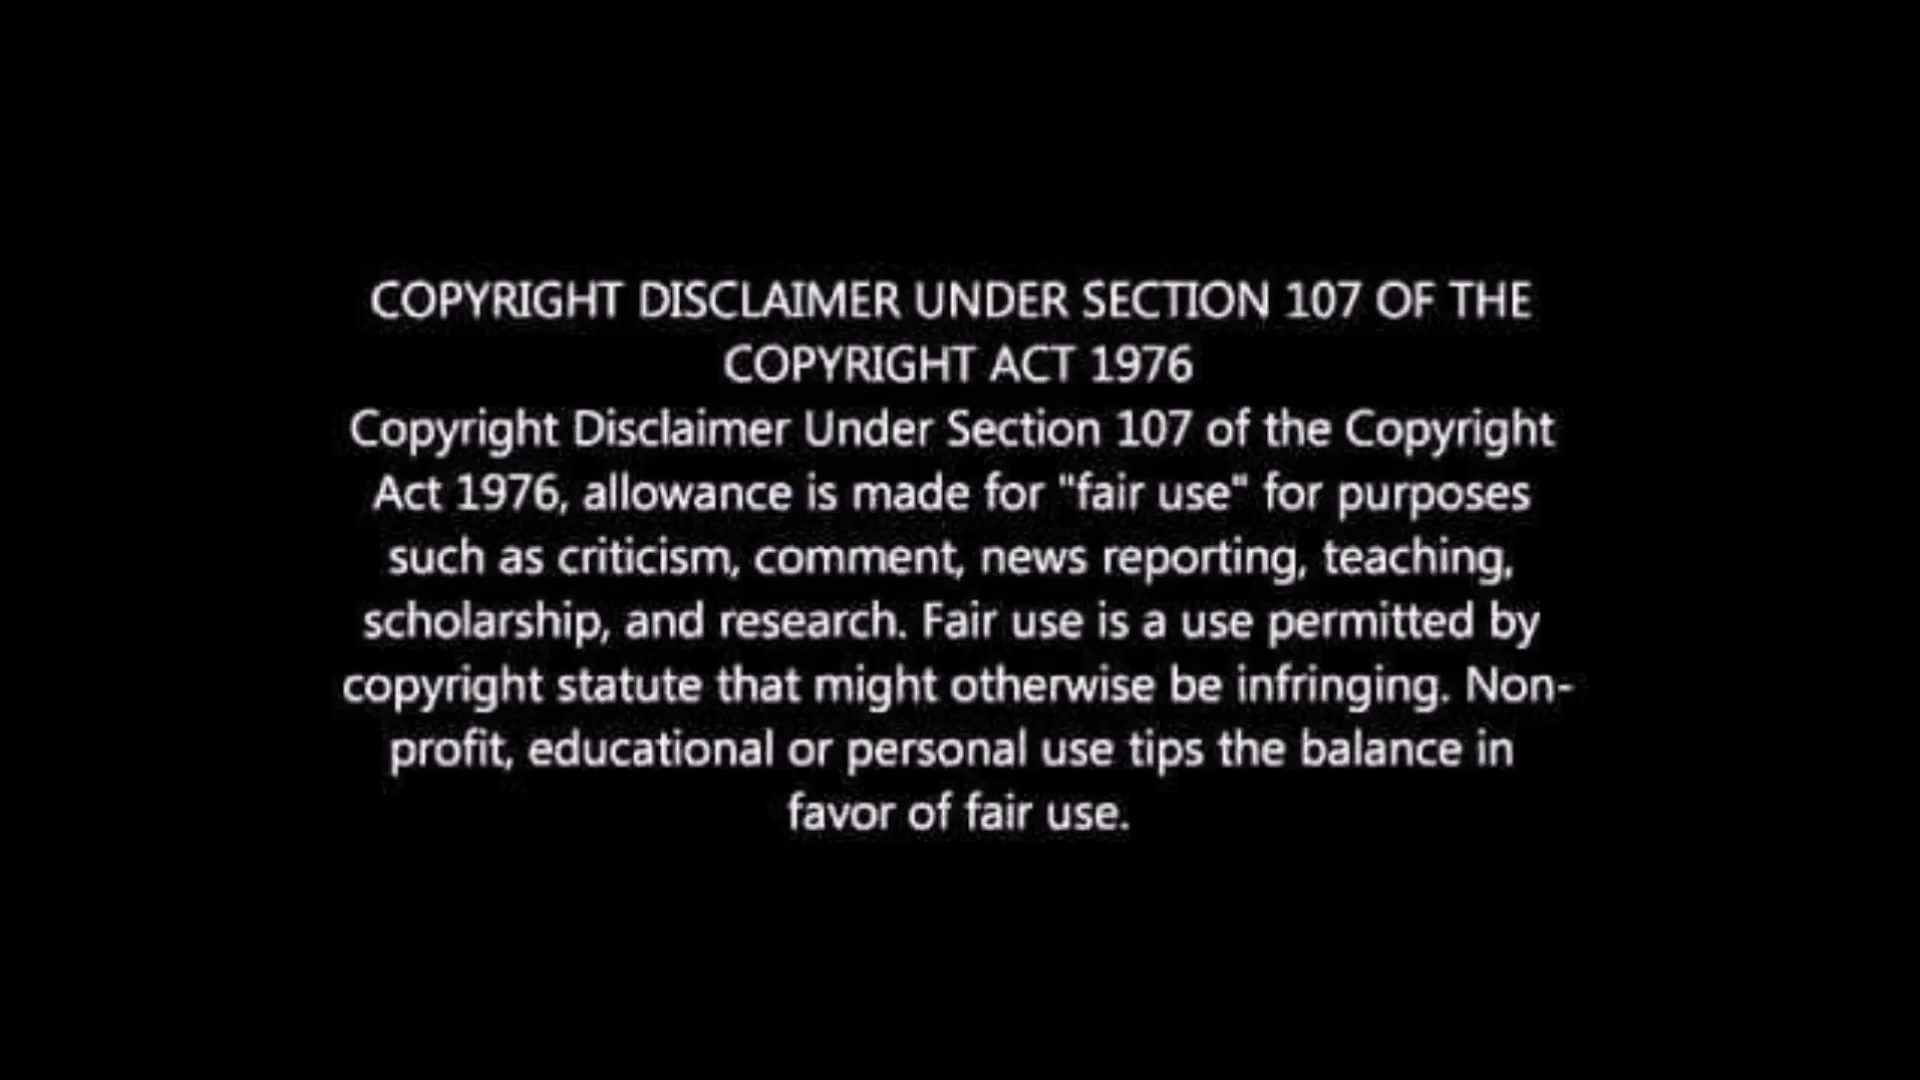 COPYRIGHT DISCLAIMER UNDER SECTION 107 OF THE
COPYRIGHT ACT 1976
Copyright Disclaimer Under Section 107 of the Copyright
Act 1976, allowance is made for "fair use" for purposes
such as criticism, comment, news reporting, teaching,
scholarship, and research. Fair use is a use permitted by
copyright statute that might otherwise be infringing. Non-
profit, educational or personal use tips the balance in
favor of fair use.